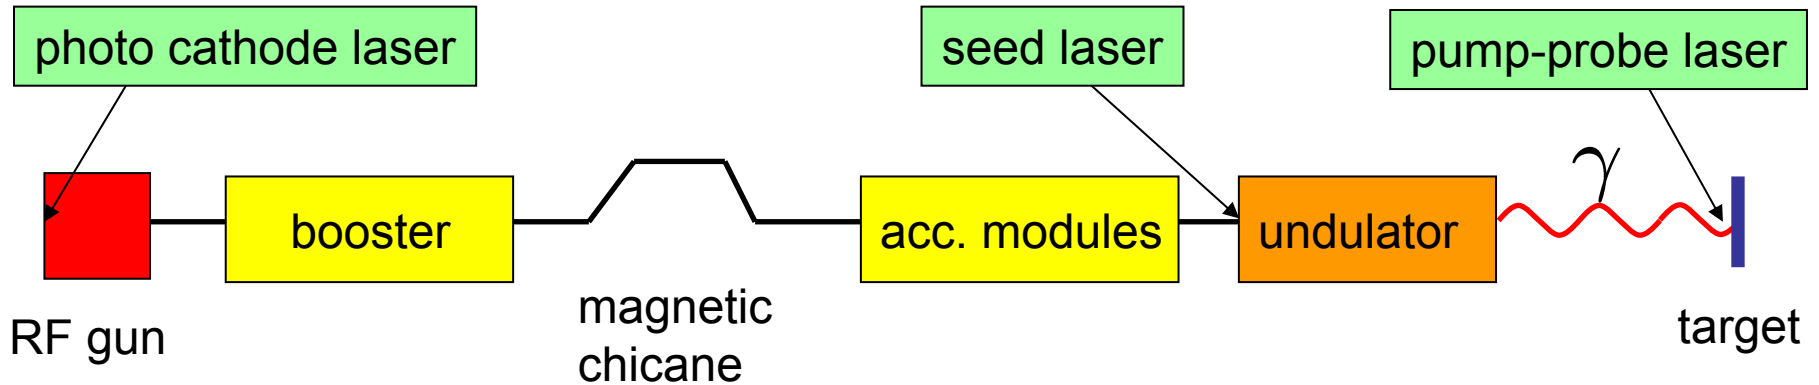 photo cathode laser
seed laser
pump-probe laser
γ
booster
acc. modules
undulator
RF gun
magnetic
chicane
target